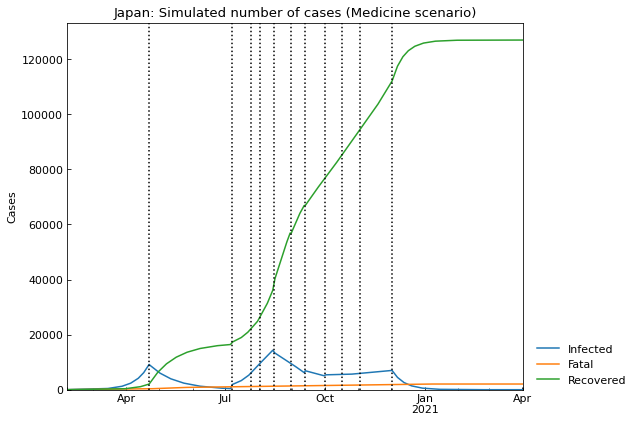 Japan: Simulated number of cases (Medicine scenario)
120000
100000
80000
60000
40000
20000
0
Cases
Apr
Jul
Oct
Jan
2021
Apr
Infected
Fatal
Recovered